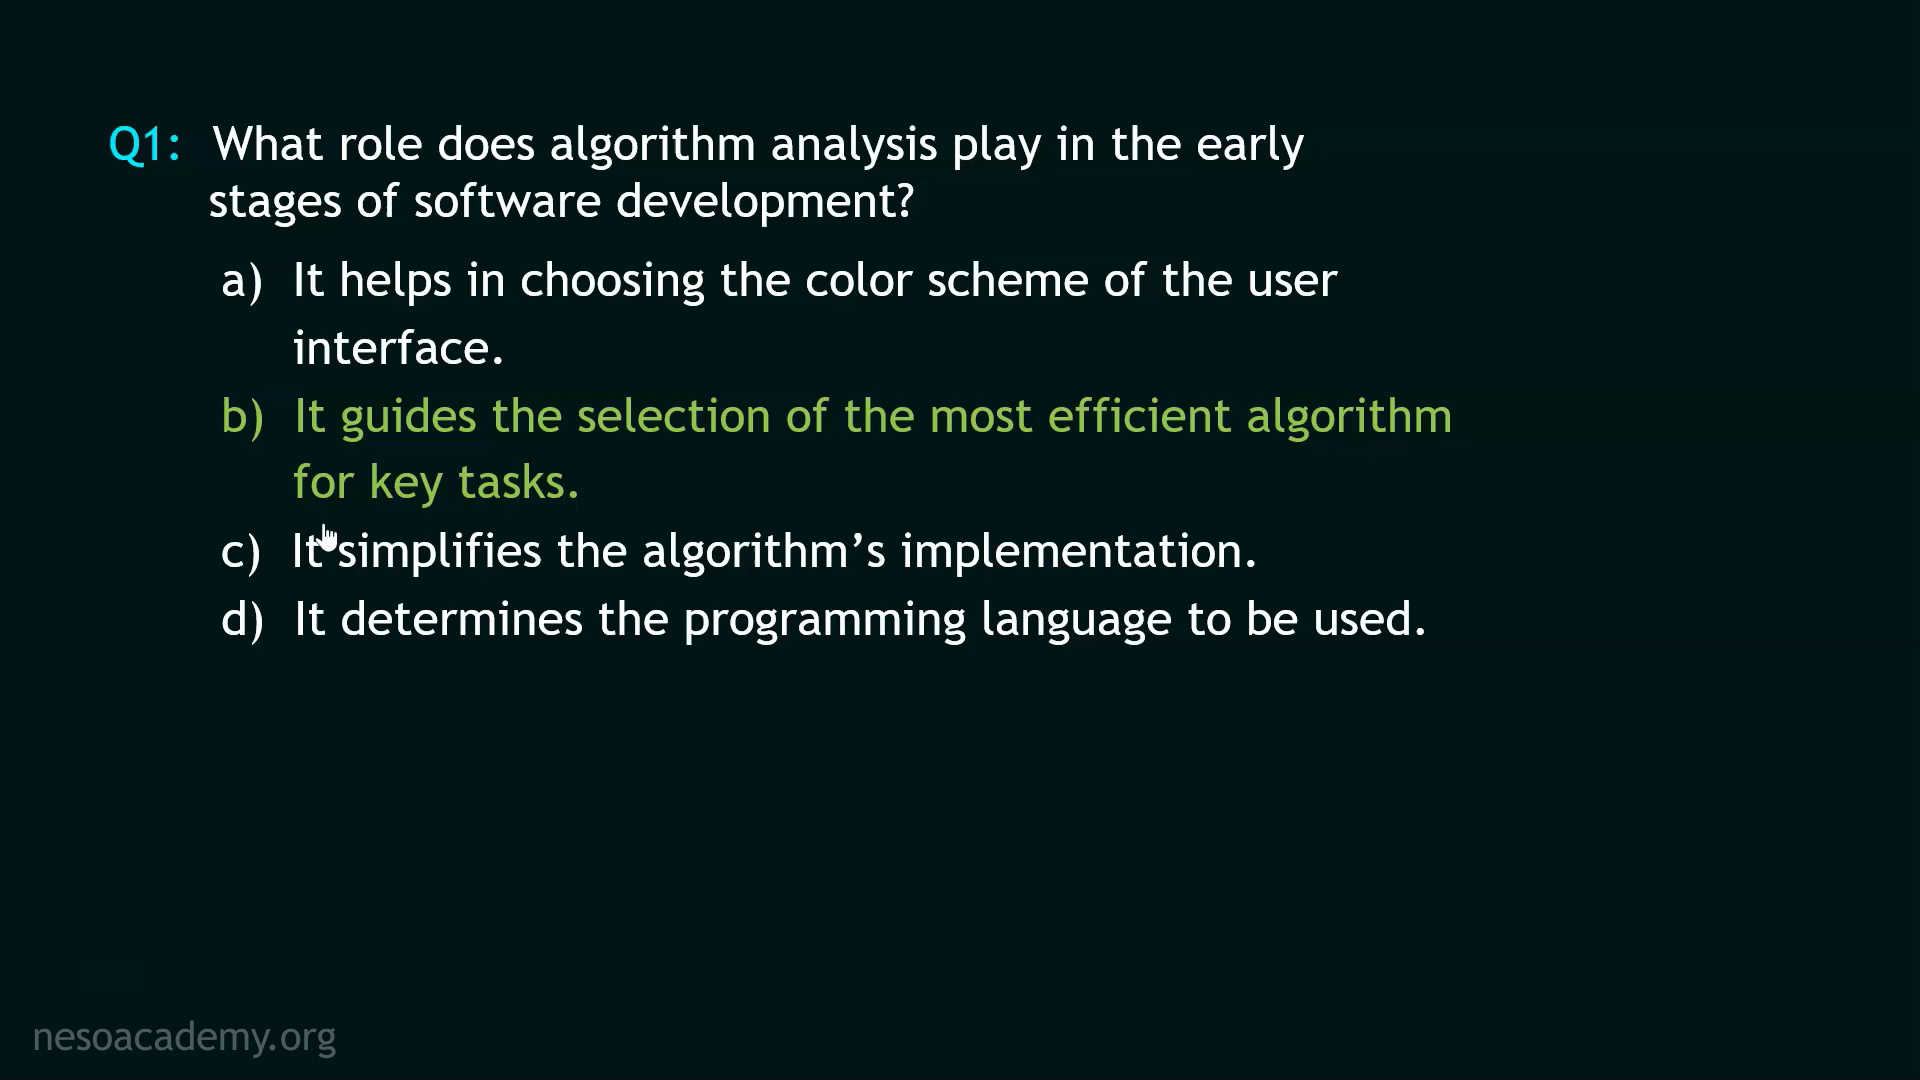 Q1: What role does algorithm analysis play in the early
stages of software development?
a) It helps in choosing the color scheme of the user
interface.
b) It guides the selection of the most efficient algorithm
for key tasks.
c) It simplifies the algorithm’s implementation.
d) It determines the programming language to be used.
nesoacademy.org